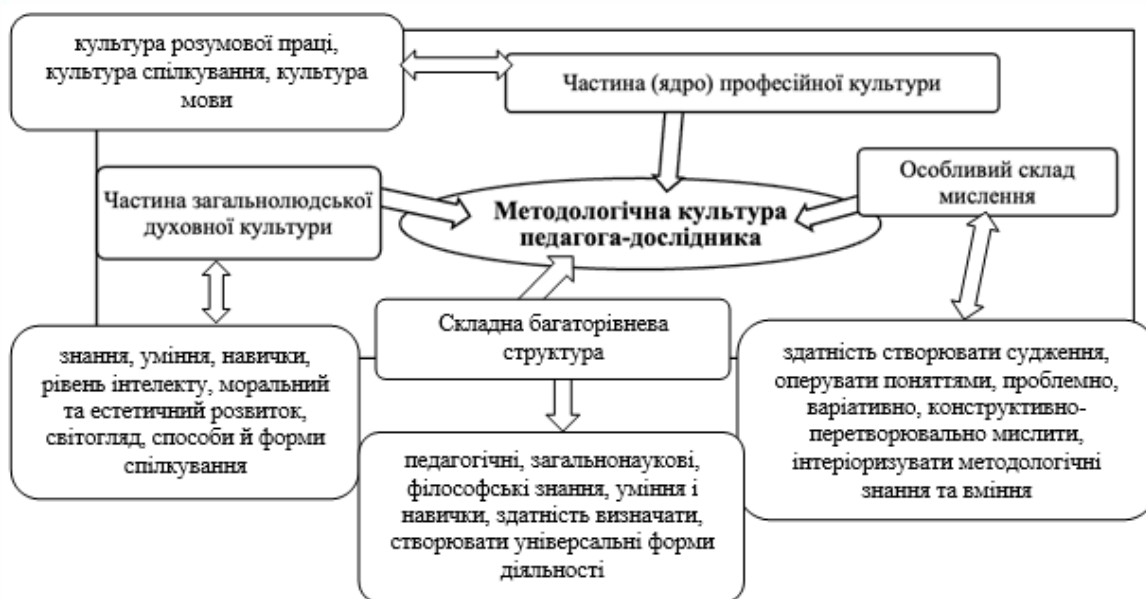 культура розумової праці,
культура спілкування, культура
мови
Частина (ядро) професійної культури
Частина загальнолюдської
духовної культури
Методологічна культура
педагога-дослідника
Особливий склад
мислення
Складна багаторівнева
структура
знання, уміння, навички,
рівень інтелекту, моральний
та естетичний розвиток,
світогляд, способи й форми
спілкування
педагогічні, загальнонаукові,
філософські знання, уміння і
навички, здатність визначати,
створювати універсальні форми
діяльності
здатність створювати судження,
оперувати поняттями, проблемно,
варіативно, конструктивно-
перетворювально мислити,
інтеріоризувати методологічні
знання та вміння